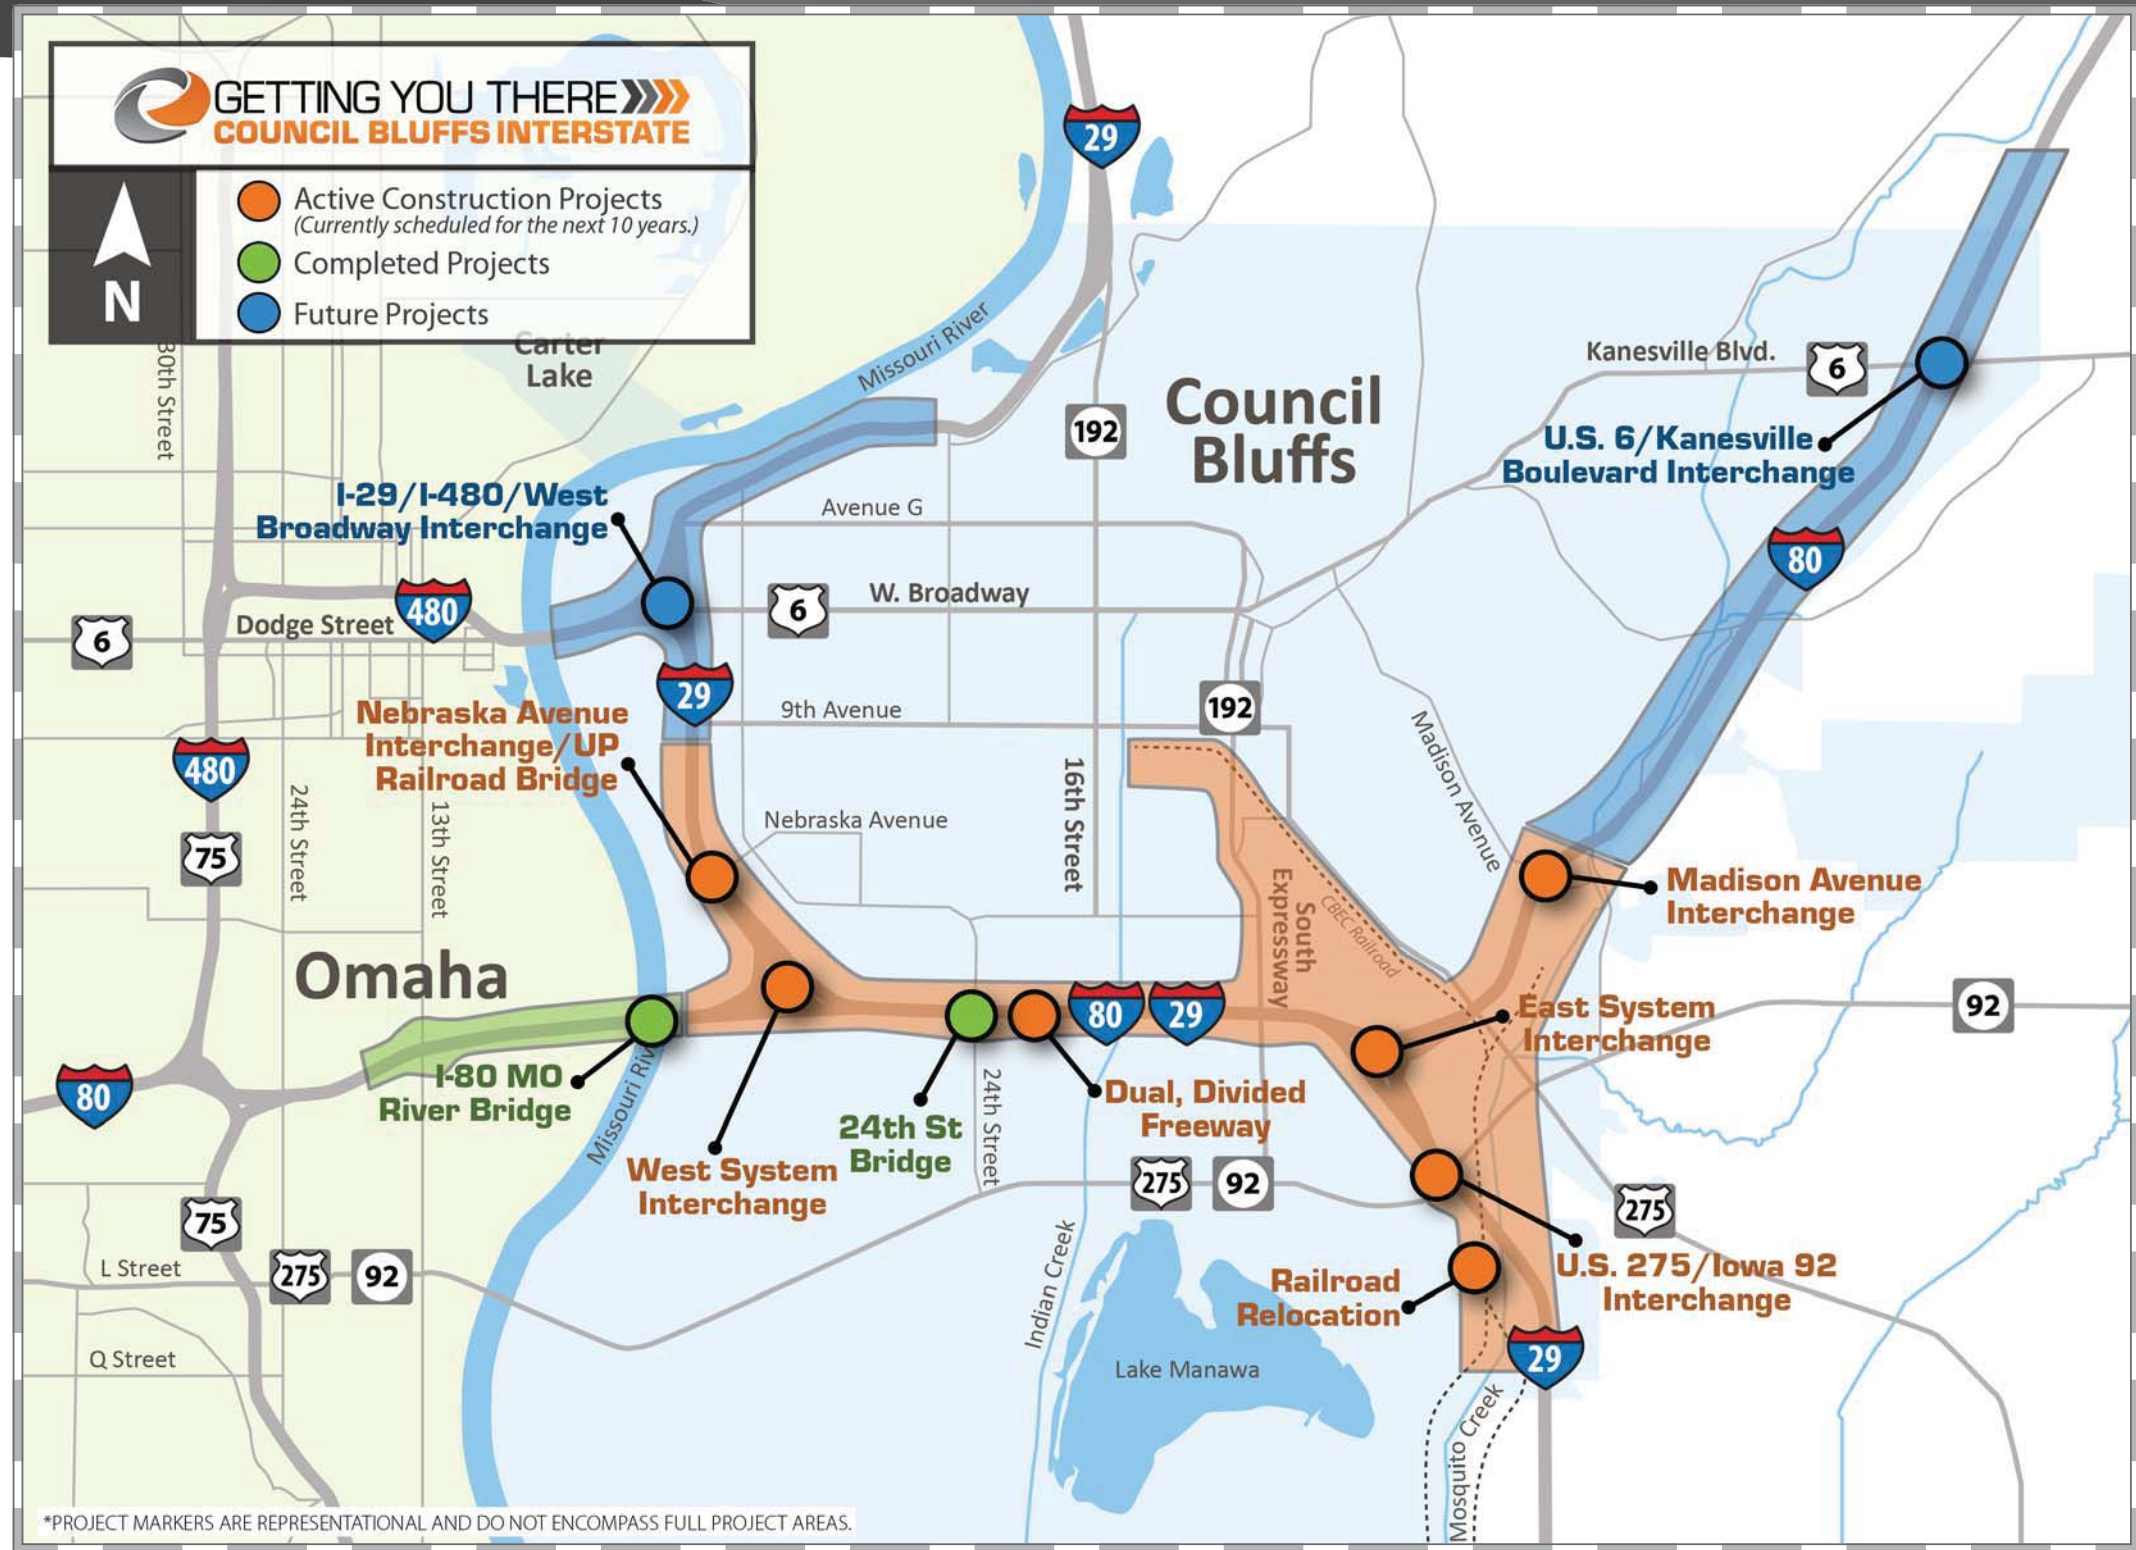 GETTING YOU THERE
COUNCIL BLUFFS INTERSTATE
N
Active Construction Projects
(Currently scheduled for the next 10 years.)
Completed Projects
Future Projects
29
Carter
Lake
30th Street
Missouri River
192
Council
Bluffs
Kanesville Blvd.
6
U.S. 6/Kanesville
Boulevard Interchange
80
I-29/I-480/West
Broadway Interchange
Avenue G
W. Broadway
6
480
Dodge Street
6
29
9th Avenue
192
Nebraska Avenue
Interchange/UP
Railroad Bridge
480
75
24th Street
13th Street
Nebraska Avenue
16th Street
Madison Avenue
South
Expressway
CBEC Railroad
Madison Avenue
Interchange
Omaha
80
29
92
East System
Interchange
80
I-80 MO
River Bridge
Missouri River
West System
Interchange
24th St
Bridge
24th Street
Dual, Divided
Freeway
275
92
275
75
L Street
275
92
U.S. 275/Iowa 92
Interchange
Railroad
Relocation
29
Indian Creek
Lake Manawa
Q Street
Mosquito Creek
*PROJECT MARKERS ARE REPRESENTATIONAL AND DO NOT ENCOMPASS FULL PROJECT AREAS.